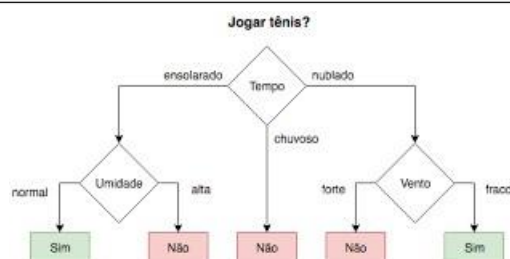 Jogar tênis?
ensolarado
Tempo
nublado
chuvoso
normal
Umidade
alta
forte
Vento
fraco
Sim
Não
Não
Não
Sim